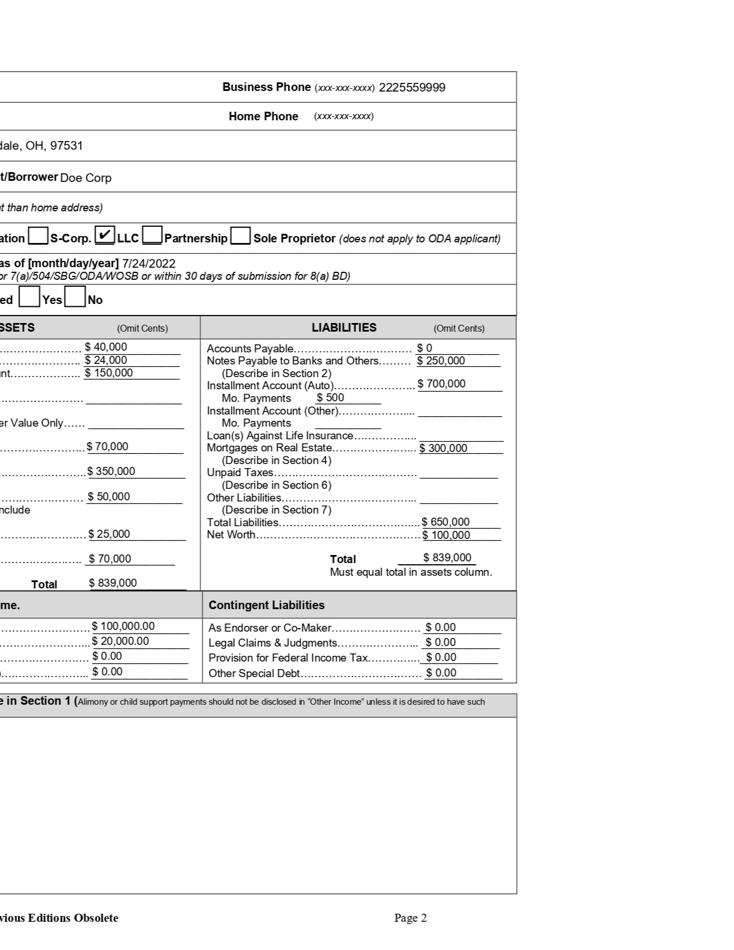 Business Phone (xxx-xxx-xxxx) 2225559999
Home Phone (xxx-xxx-xxxx)
dale, OH, 97531
t/Borrower Doe Corp
t than home address)
ation S-Corp. ✔ LLC Partnership Sole Proprietor (does not apply to ODA applicant)
as of [month/day/year] 7/24/2022
or 7(a)/504/SBG/ODA/WOSB or within 30 days of submission for 8(a) BD)
ed Yes No
SSETS (Omit Cents)
$ 40,000
$ 24,000
nt..................... $ 150,000
er Value Only......
$ 70,000
$ 350,000
$ 50,000
nclude
$ 25,000
$ 70,000
Total $ 839,000
LIABILITIES (Omit Cents)
Accounts Payable....................................... $ 0
Notes Payable to Banks and Others......... $ 250,000
(Describe in Section 2)
Installment Account (Auto)........................... $ 700,000
Mo. Payments $ 500
Installment Account (Other)..........................
Mo. Payments
Loan(s) Against Life Insurance.....................
Mortgages on Real Estate............................ $ 300,000
(Describe in Section 4)
Unpaid Taxes................................................
(Describe in Section 6)
Other Liabilities.............................................
(Describe in Section 7)
Total Liabilities............................................... $ 650,000
Net Worth...................................................... $ 100,000
Total $ 839,000
Must equal total in assets column.
me.
$ 100,000.00
$ 20,000.00
$ 0.00
)............................. $ 0.00
Contingent Liabilities
As Endorser or Co-Maker.............................. $ 0.00
Legal Claims & Judgments............................ $ 0.00
Provision for Federal Income Tax................. $ 0.00
Other Special Debt........................................ $ 0.00
e in Section 1 (Alimony or child support payments should not be disclosed in "Other Income" unless it is desired to have such
vious Editions Obsolete Page 2